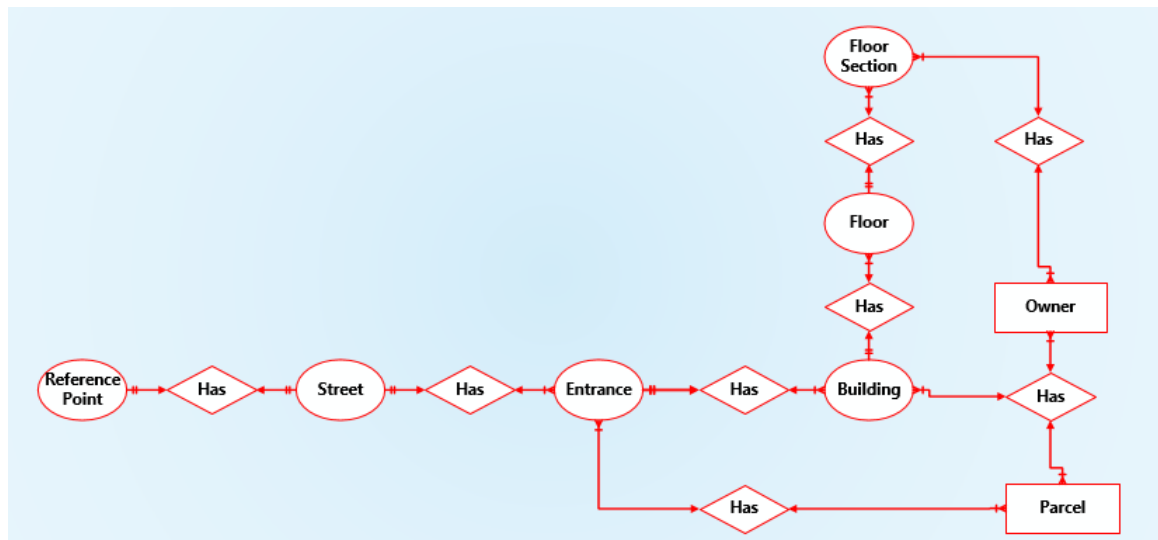 Floor
Section
Has
Has
Floor
Has
Owner
Reference
Point
Has
Street
Has
Entrance
Has
Building
Has
Has
Parcel